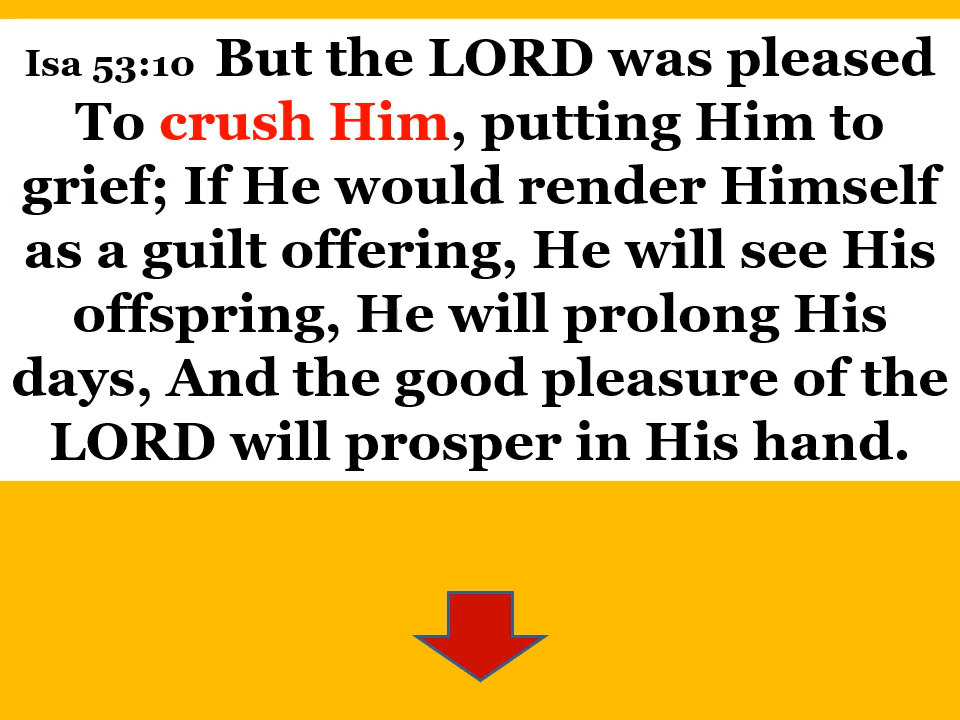 Isa 53:10 But the LORD was pleased
To crush Him, putting Him to
grief; If He would render Himself
as a guilt offering, He will see His
offspring, He will prolong His
days, And the good pleasure of the
LORD will prosper in His hand.